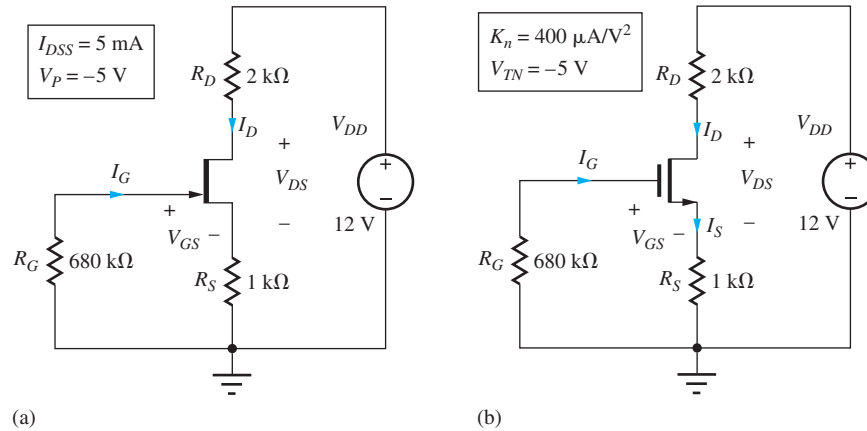 I_DSS = 5 mA
V_P = –5 V
R_D
2 kΩ
I_D
V_DD
+
I_G
V_DS
+
–
+
V_GS –
–
12 V
R_G
680 kΩ
R_S
1 kΩ
(a)
K_n = 400 μA/V²
V_TN = –5 V
R_D
2 kΩ
I_D
V_DD
+
I_G
V_DS
+
–
+
V_GS –
I_S
–
12 V
R_G
680 kΩ
R_S
1 kΩ
(b)